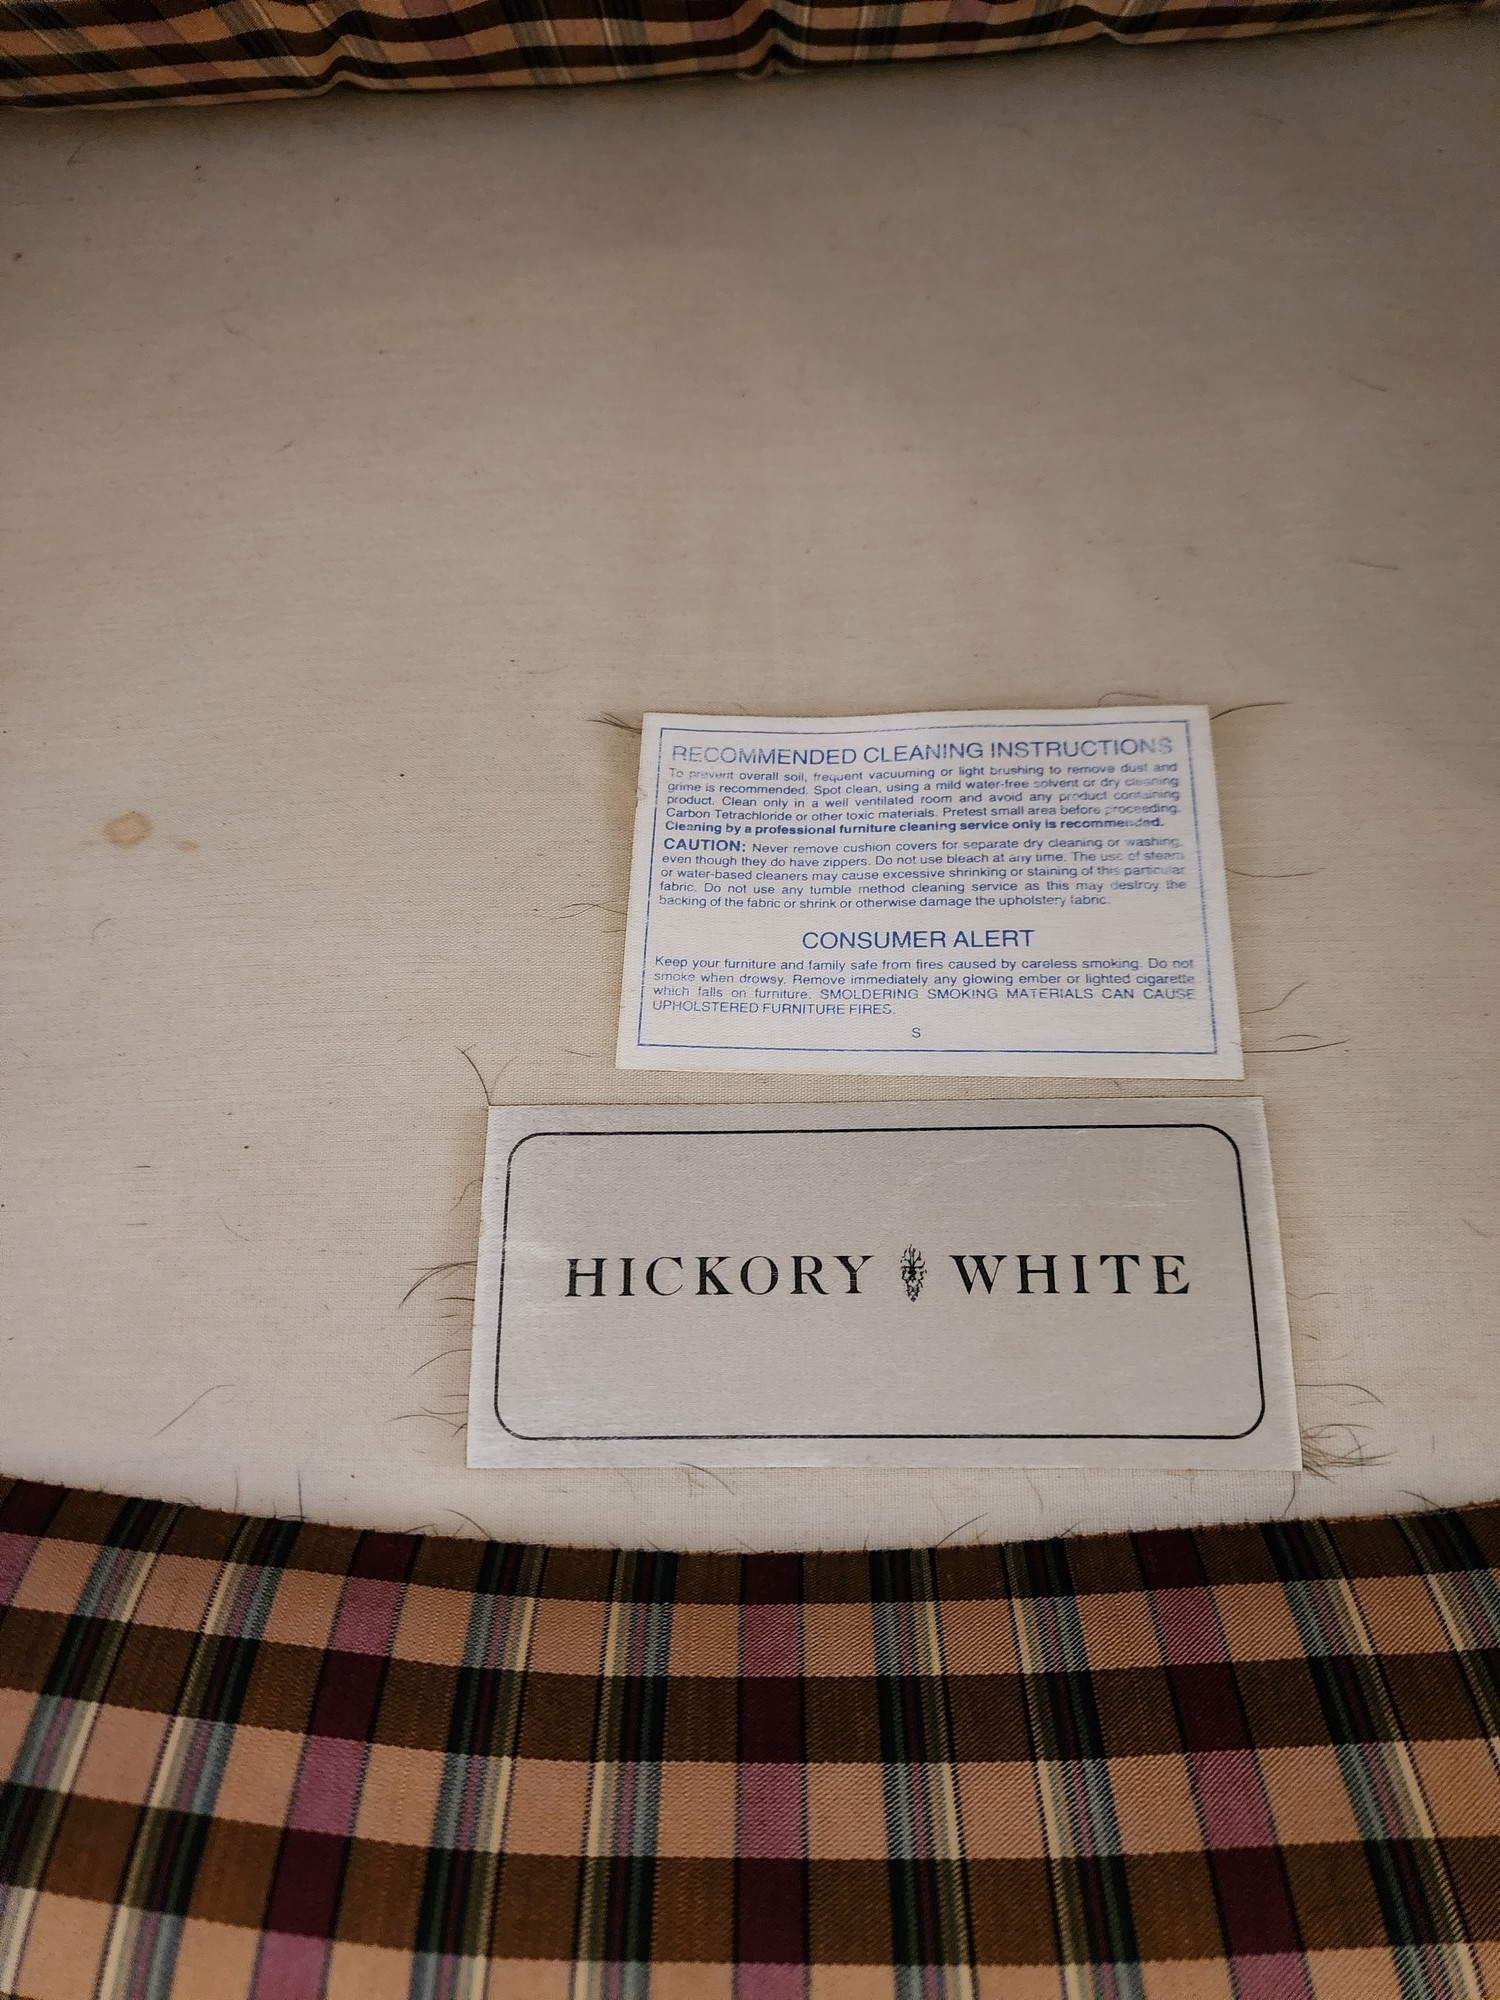 RECOMMENDED CLEANING INSTRUCTIONS
To prevent overall soil, frequent vacuuming or light brushing to remove dust and
grime is recommended. Spot clean, using a mild water-free solvent or dry cleaning
product. Clean only in a well ventilated room and avoid any product containing
Carbon Tetrachloride or other toxic materials. Pretest small area before proceeding.
Cleaning by a professional furniture cleaning service only is recommended.
CAUTION: Never remove cushion covers for separate dry cleaning or washing,
even though they do have zippers. Do not use bleach at any time. The use of steam
or water-based cleaners may cause excessive shrinking or staining of this particular
fabric. Do not use any tumble method cleaning service as this may destroy the
backing of the fabric or shrink or otherwise damage the upholstery fabric.
CONSUMER ALERT
Keep your furniture and family safe from fires caused by careless smoking. Do not
smoke when drowsy. Remove immediately any glowing ember or lighted cigarette
which falls on furniture. SMOLDERING SMOKING MATERIALS CAN CAUSE
UPHOLSTERED FURNITURE FIRES.
S
HICKORY WHITE